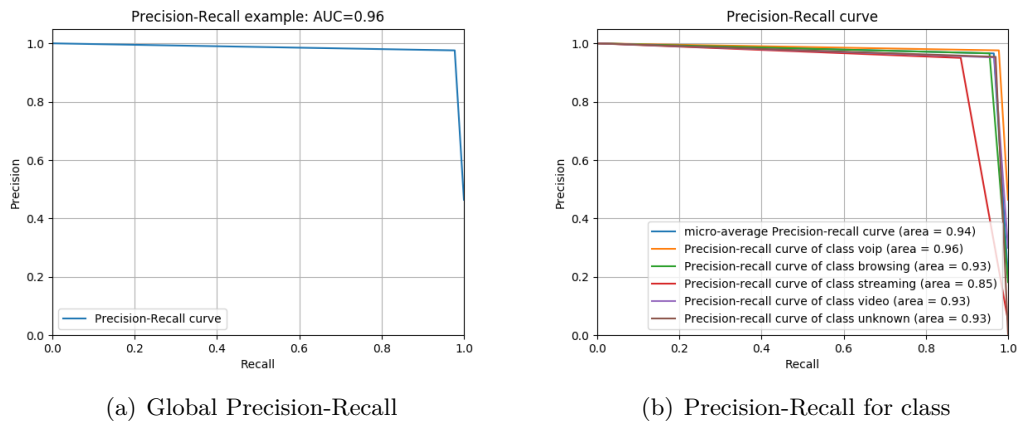 Precision-Recall example: AUC=0.96
1.0
0.8
0.6
0.4
0.2
0.0
Precision
Precision-Recall curve
0.0 0.2 0.4 0.6 0.8 1.0
Recall
(a) Global Precision-Recall
Precision-Recall curve
1.0
0.8
0.6
0.4
0.2
0.0
Precision
micro-average Precision-recall curve (area = 0.94)
Precision-recall curve of class voip (area = 0.96)
Precision-recall curve of class browsing (area = 0.93)
Precision-recall curve of class streaming (area = 0.85)
Precision-recall curve of class video (area = 0.93)
Precision-recall curve of class unknown (area = 0.93)
0.0 0.2 0.4 0.6 0.8 1.0
Recall
(b) Precision-Recall for class